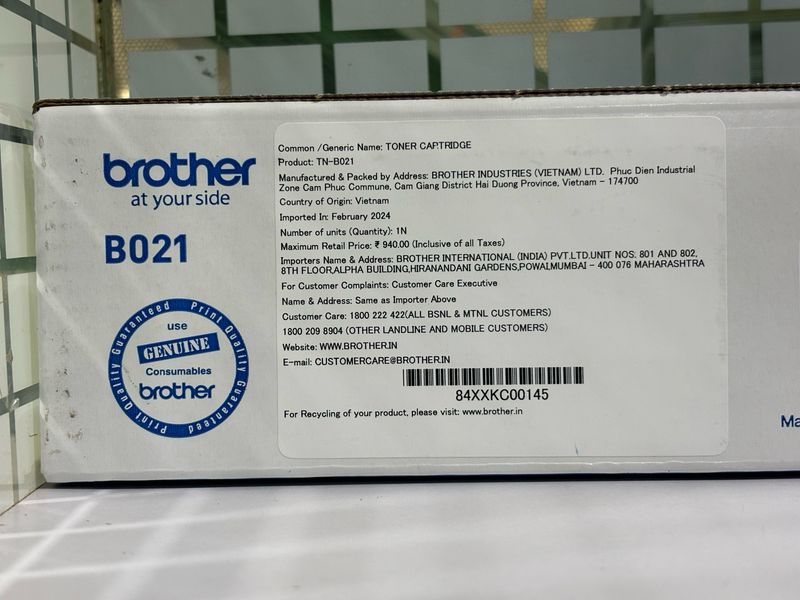 brother
at your side
B021
Print Quality Guaranteed Print Quality Guaranteed
use
GENUINE
Consumables
brother
Common /Generic Name: TONER CARTRIDGE
Product: TN-B021
Manufactured & Packed by Address: BROTHER INDUSTRIES (VIETNAM) LTD. Phuc Dien Industrial
Zone Cam Phuc Commune, Cam Giang District Hai Duong Province, Vietnam - 174700
Country of Origin: Vietnam
Imported In: February 2024
Number of units (Quantity): 1N
Maximum Retail Price: ₹ 940.00 (Inclusive of all Taxes)
Importers Name & Address: BROTHER INTERNATIONAL (INDIA) PVT.LTD.UNIT NOS: 801 AND 802,
8TH FLOOR,ALPHA BUILDING,HIRANANDANI GARDENS,POWAI,MUMBAI - 400 076 MAHARASHTRA
For Customer Complaints: Customer Care Executive
Name & Address: Same as Importer Above
Customer Care: 1800 222 422(ALL BSNL & MTNL CUSTOMERS)
1800 209 8904 (OTHER LANDLINE AND MOBILE CUSTOMERS)
Website: WWW.BROTHER.IN
E-mail: CUSTOMERCARE@BROTHER.IN
84XXKC00145
For Recycling of your product, please visit: www.brother.in
Ma